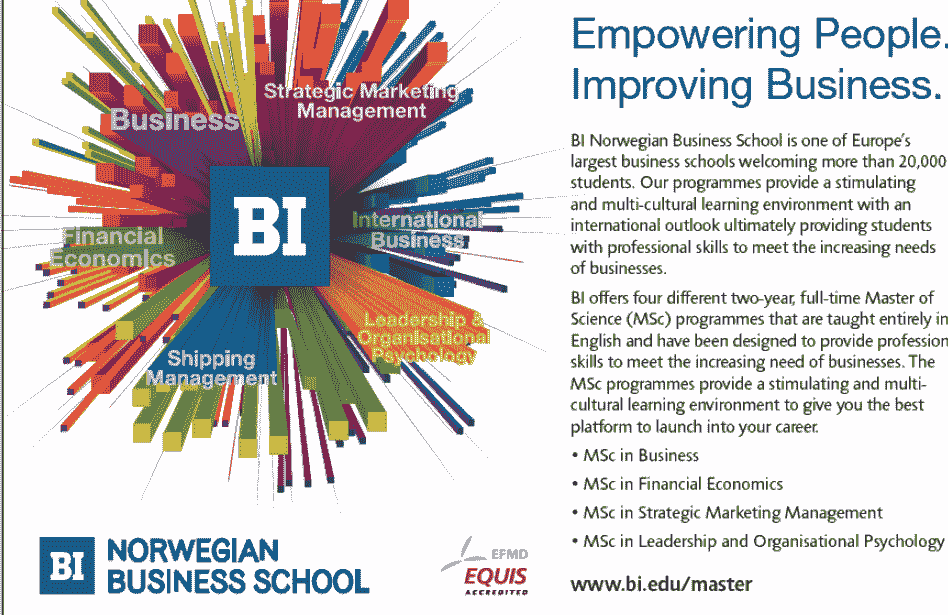 Business
Strategic Marketing
Management
BI
International
Business
Financial
Economics
Leadership &
Organisational
Psychology
Shipping
Management
BI
NORWEGIAN
BUSINESS SCHOOL
EFMD
EQUIS
ACCREDITED
Empowering People.
Improving Business.
BI Norwegian Business School is one of Europe's
largest business schools welcoming more than 20,000
students. Our programmes provide a stimulating
and multi-cultural learning environment with an
international outlook ultimately providing students
with professional skills to meet the increasing needs
of businesses.
BI offers four different two-year, full-time Master of
Science (MSc) programmes that are taught entirely in
English and have been designed to provide profession
skills to meet the increasing need of businesses. The
MSc programmes provide a stimulating and multi-
cultural learning environment to give you the best
platform to launch into your career.
• MSc in Business
• MSc in Financial Economics
• MSc in Strategic Marketing Management
• MSc in Leadership and Organisational Psychology
www.bi.edu/master